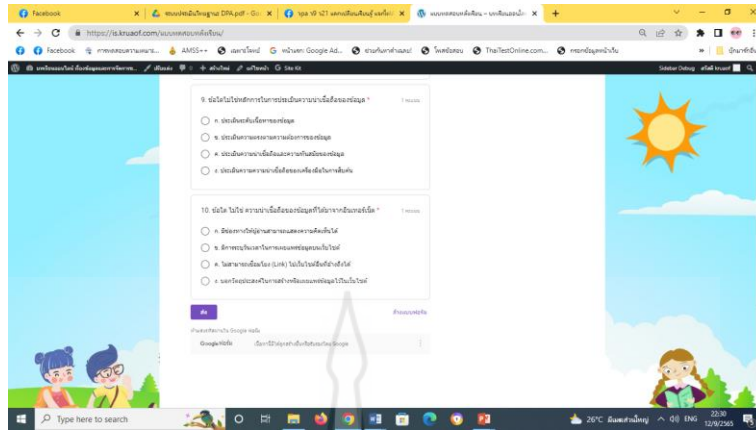 Facebook
https://is.kruaof.com/แบบทดสอบหลังเรียน/
Facebook
AMSS++
ThaiTestOnline.com...
Site Kit
9. ข้อใดไม่ใช่หลักการในการประเมินความน่าเชื่อถือของข้อมูล *
1 คะแนน
ก. ประเมินระดับเนื้อหาของข้อมูล
ข. ประเมินความตรงตามความต้องการของข้อมูล
ค. ประเมินความน่าเชื่อถือและความทันสมัยของข้อมูล
ง. ประเมินความความน่าเชื่อถือของเครื่องมือในการสืบค้น
10. ข้อใด ไม่ใช่ ความน่าเชื่อถือของข้อมูลที่ได้มาจากอินเทอร์เน็ต *
1 คะแนน
ก. มีช่องทางให้ผู้อ่านสามารถแสดงความคิดเห็นได้
ข. มีการระบุวันเวลาในการเผยแพร่ข้อมูลบนเว็บไซต์
ค. ไม่สามารถเชื่อมโยง (Link) ไปเว็บไซต์อื่นที่อ้างถึงได้
ง. บอกวัตถุประสงค์ในการสร้างหรือเผยแพร่ข้อมูลไว้ในเว็บไซต์
ส่ง
ล้างแบบฟอร์ม
Google ฟอร์ม
Type here to search
26°C มีเมฆส่วนใหญ่
ENG
22:30
12/9/2565